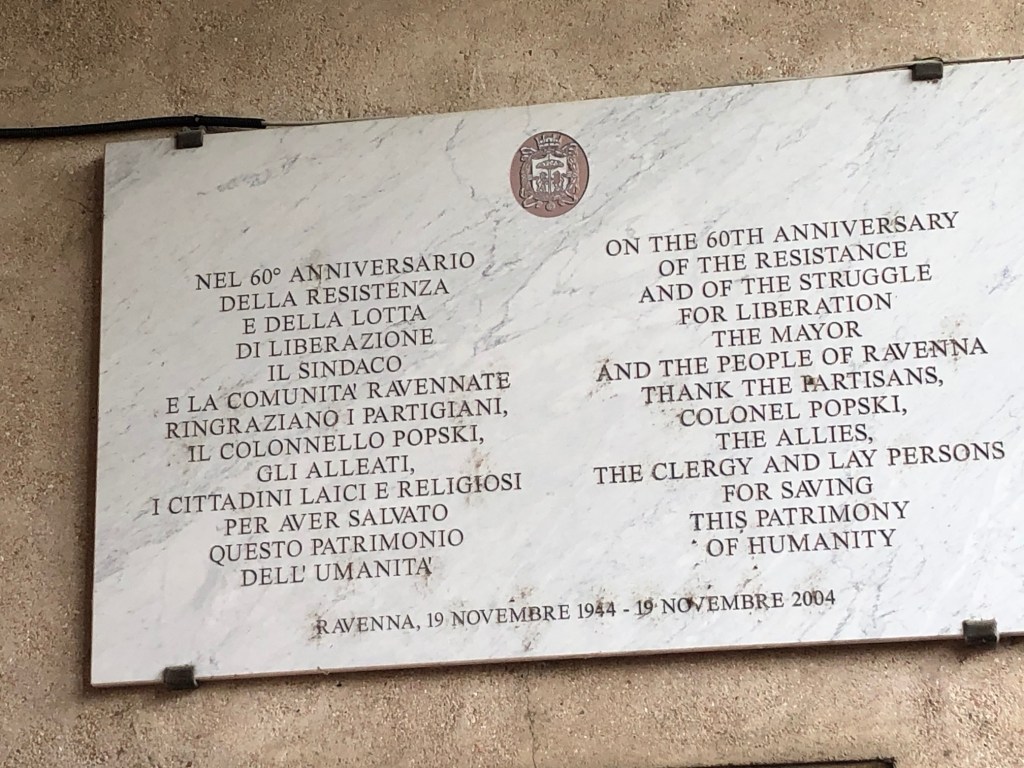 NEL 60° ANNIVERSARIO
DELLA RESISTENZA
E DELLA LOTTA
DI LIBERAZIONE
IL SINDACO
E LA COMUNITA' RAVENNATE
RINGRAZIANO I PARTIGIANI,
IL COLONNELLO POPSKI,
GLI ALLEATI,
I CITTADINI LAICI E RELIGIOSI
PER AVER SALVATO
QUESTO PATRIMONIO
DELL' UMANITA'
ON THE 60TH ANNIVERSARY
OF THE RESISTANCE
AND OF THE STRUGGLE
FOR LIBERATION
THE MAYOR
AND THE PEOPLE OF RAVENNA
THANK THE PARTISANS,
COLONEL POPSKI,
THE ALLIES,
THE CLERGY AND LAY PERSONS
FOR SAVING
THIS PATRIMONY
OF HUMANITY
RAVENNA, 19 NOVEMBRE 1944 - 19 NOVEMBRE 2004